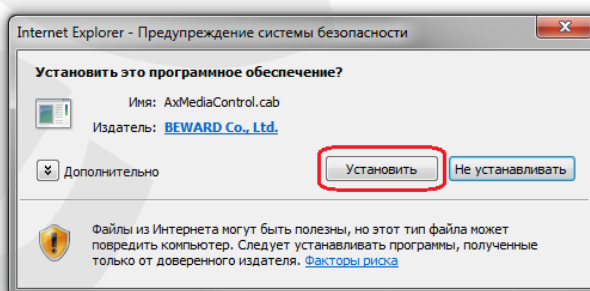 Internet Explorer - Предупреждение системы безопасности
Установить это программное обеспечение?
Имя: AxMediaControl.cab
Издатель: BEWARD Co., Ltd.
Дополнительно
Установить
Не устанавливать
Файлы из Интернета могут быть полезны, но этот тип файла может
повредить компьютер. Следует устанавливать программы, полученные
только от доверенного издателя. Факторы риска